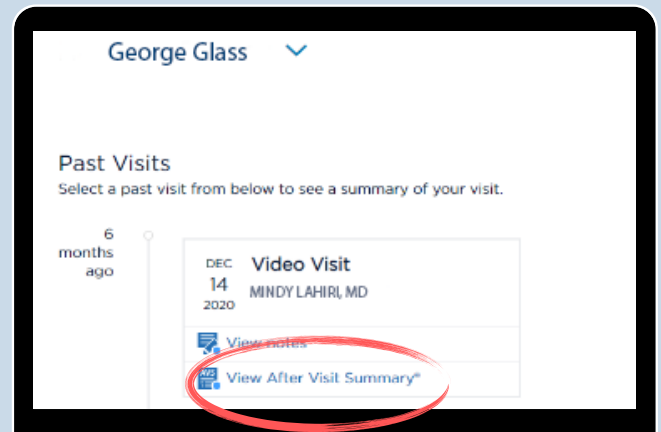 George Glass
Past Visits
Select a past visit from below to see a summary of your visit.
6
months
ago
DEC
14
2020
Video Visit
MINDY LAHIRI, MD
View notes
AVS
View After Visit Summary®